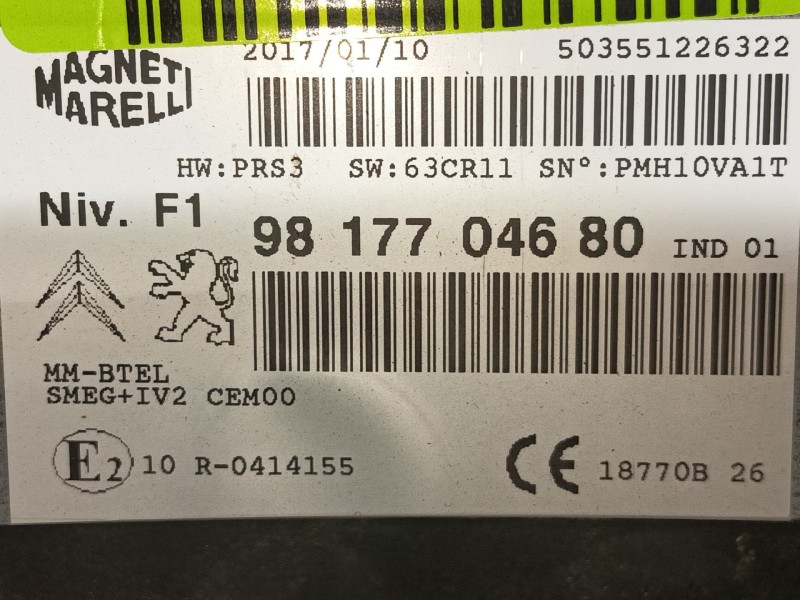 2017/01/10 503551226322
MAGNETI
MARELLI
HW:PRS3 SW:63CR11 SN°:PMH10VA1T
Niv. F1
98 177 046 80 IND 01
MM-BTEL
SMEG+IV2 CEM00
E2 10 R-0414155
CE 18770B 26